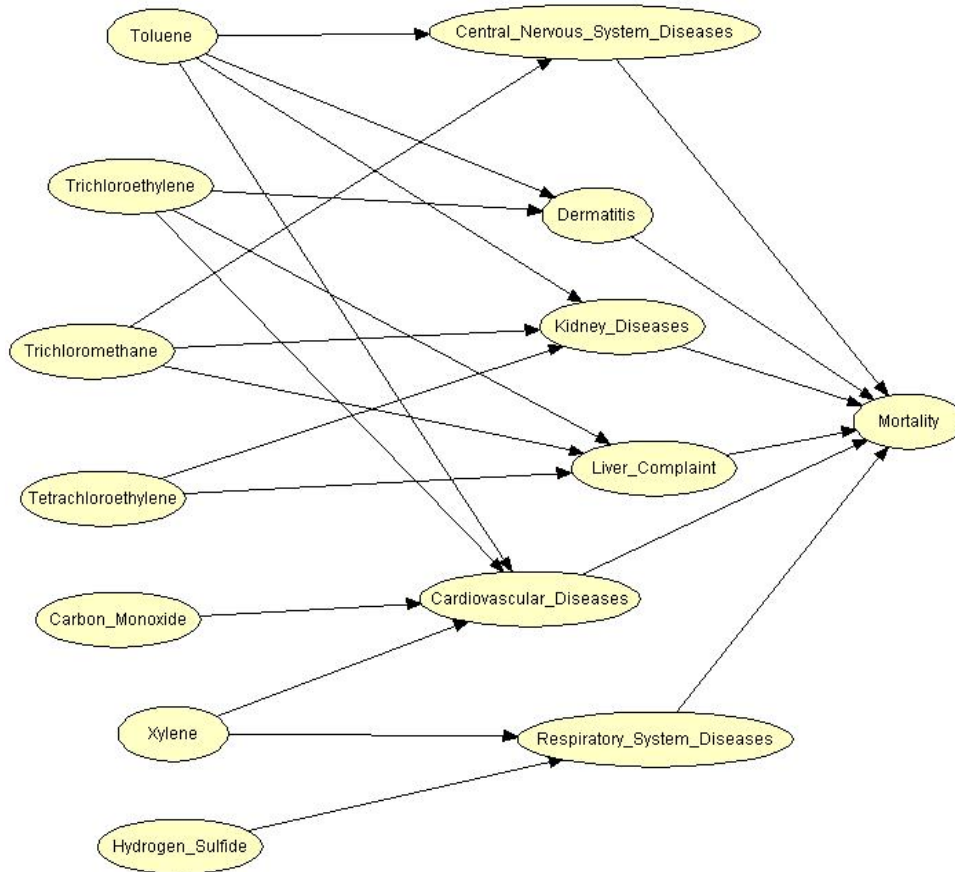 Toluene
Central_Nervous_System_Diseases
Trichloroethylene
Dermatitis
Kidney_Diseases
Trichloromethane
Mortality
Liver_Complaint
Tetrachloroethylene
Cardiovascular_Diseases
Carbon_Monoxide
Xylene
Respiratory_System_Diseases
Hydrogen_Sulfide